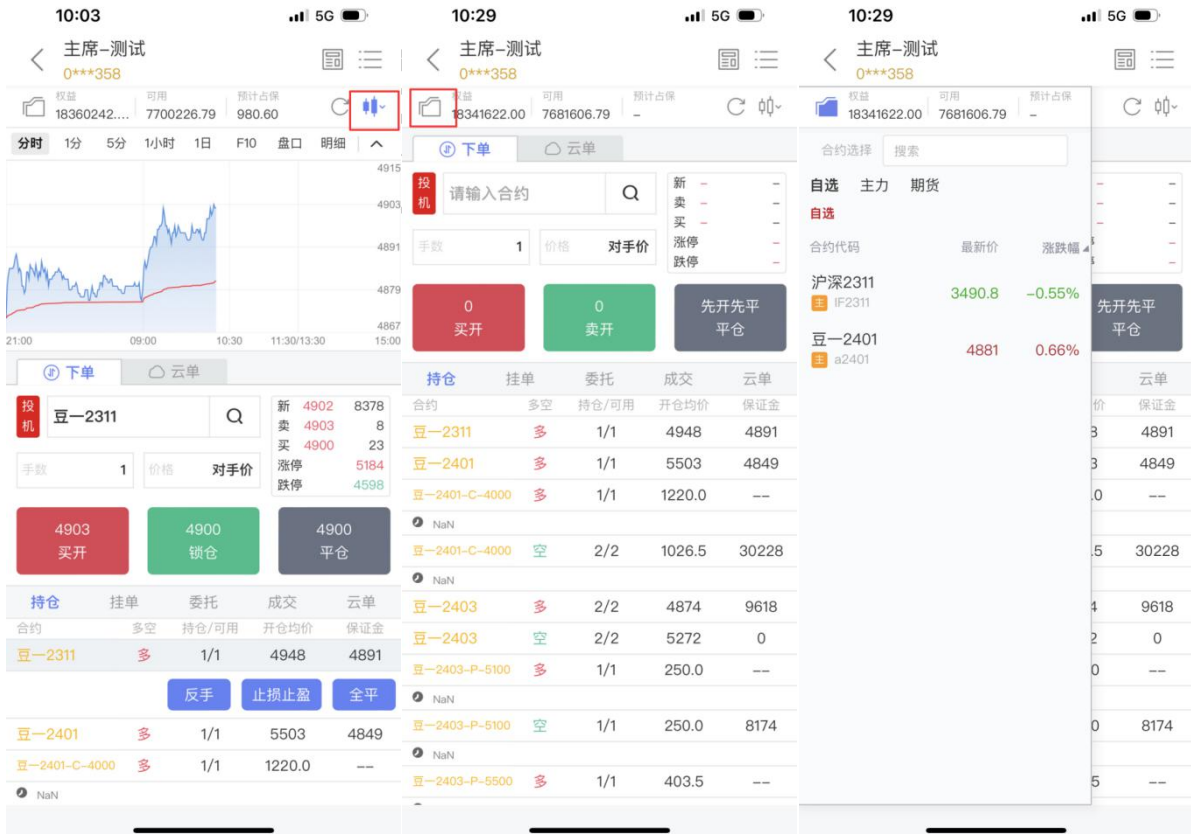 10:03
5G
主席–测试
0***358
权益
可用
预计占保
18360242....
7700226.79
980.60
分时 1分 5分 1小时 1日 F10 盘口 明细
4915
4903
4891
4879
4867
21:00 09:00 10:30 11:30/13:30 15:00
下单 云单
投机
豆一2311
新 4902 8378
卖 4903 8
买 4900 23
涨停 5184
跌停 4598
手数 1 价格 对手价
4903 4900 4900
买开 锁仓 平仓
持仓 挂单 委托 成交 云单
合约 多空 持仓/可用 开仓均价 保证金
豆一2311 多 1/1 4948 4891
反手 止损止盈 全平
豆一2401 多 1/1 5503 4849
豆一2401-C-4000 多 1/1 1220.0 --
NaN
10:29
5G
主席–测试
0***358
权益
可用
预计占保
18341622.00
7681606.79
–
下单 云单
投机
请输入合约
新 – –
卖 – –
买 – –
涨停 –
跌停 –
手数 1 价格 对手价
0 0 先开先平
买开 卖开 平仓
持仓 挂单 委托 成交 云单
合约 多空 持仓/可用 开仓均价 保证金
豆一2311 多 1/1 4948 4891
豆一2401 多 1/1 5503 4849
豆一2401-C-4000 多 1/1 1220.0 --
NaN
豆一2401-C-4000 空 2/2 1026.5 30228
NaN
豆一2403 多 2/2 4874 9618
豆一2403 空 2/2 5272 0
豆一2403-P-5100 多 1/1 250.0 --
NaN
豆一2403-P-5100 空 1/1 250.0 8174
NaN
豆一2403-P-5500 多 1/1 403.5 --
10:29
5G
主席–测试
0***358
权益
可用
预计占保
18341622.00
7681606.79
–
合约选择 搜索
自选 主力 期货
自选
合约代码 最新价 涨跌幅
沪深2311
主 IF2311
3490.8 –0.55%
豆一2401
主 a2401
4881 0.66%
– –
– –
–
–
–
先开先平
平仓
云单
价 保证金
3 4891
3 4849
.0 --
.5 30228
4 9618
2 0
0 --
0 8174
5 --